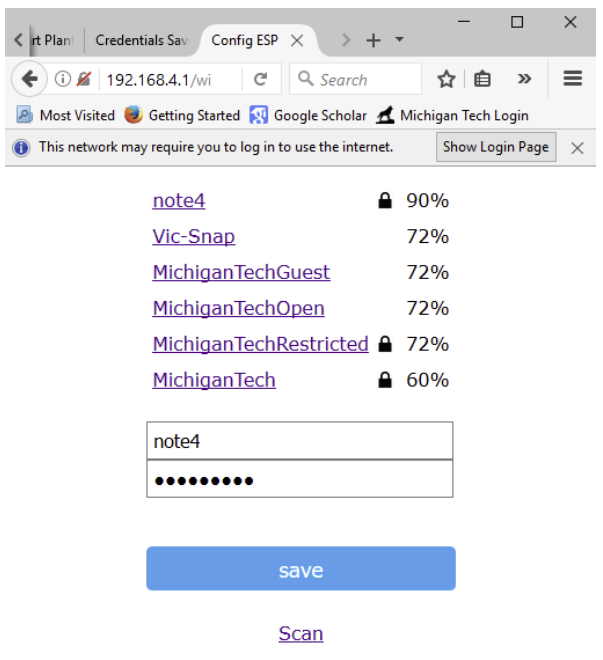 rt Plan Credentials Sav Config ESP
192.168.4.1/wi Search
Most Visited Getting Started Google Scholar Michigan Tech Login
This network may require you to log in to use the internet. Show Login Page
note4 90%
Vic-Snap 72%
MichiganTechGuest 72%
MichiganTechOpen 72%
MichiganTechRestricted 72%
MichiganTech 60%
note4
•••••••••
save
Scan